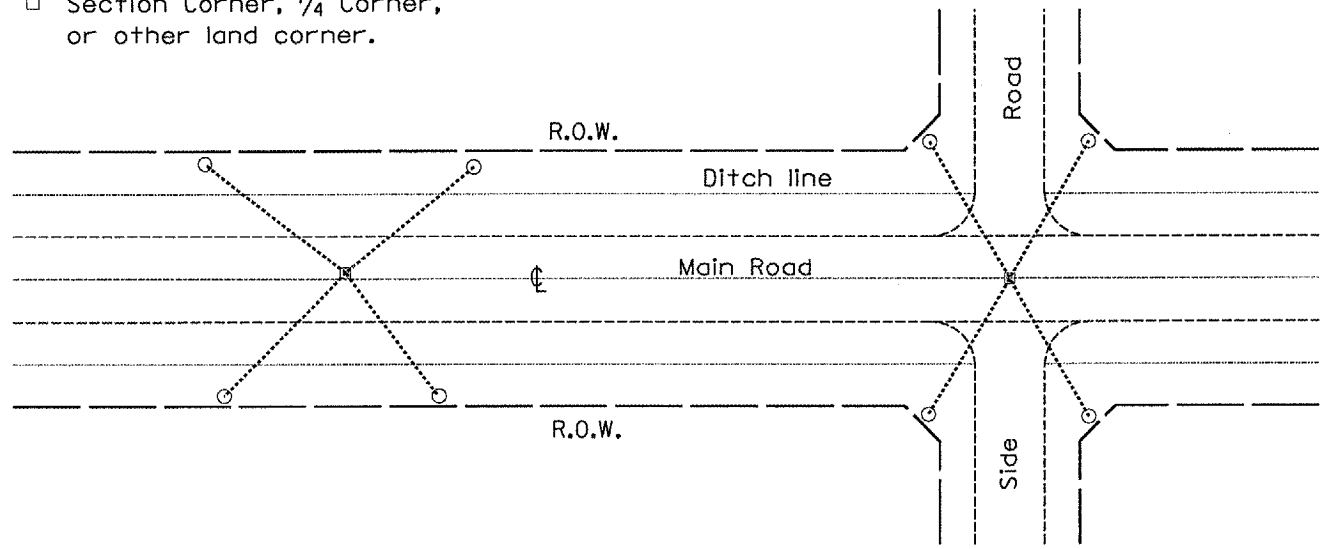 □ Section Corner, 1/4 Corner,
or other land corner.
Road
R.O.W.
Ditch line
℄
Main Road
R.O.W.
Side